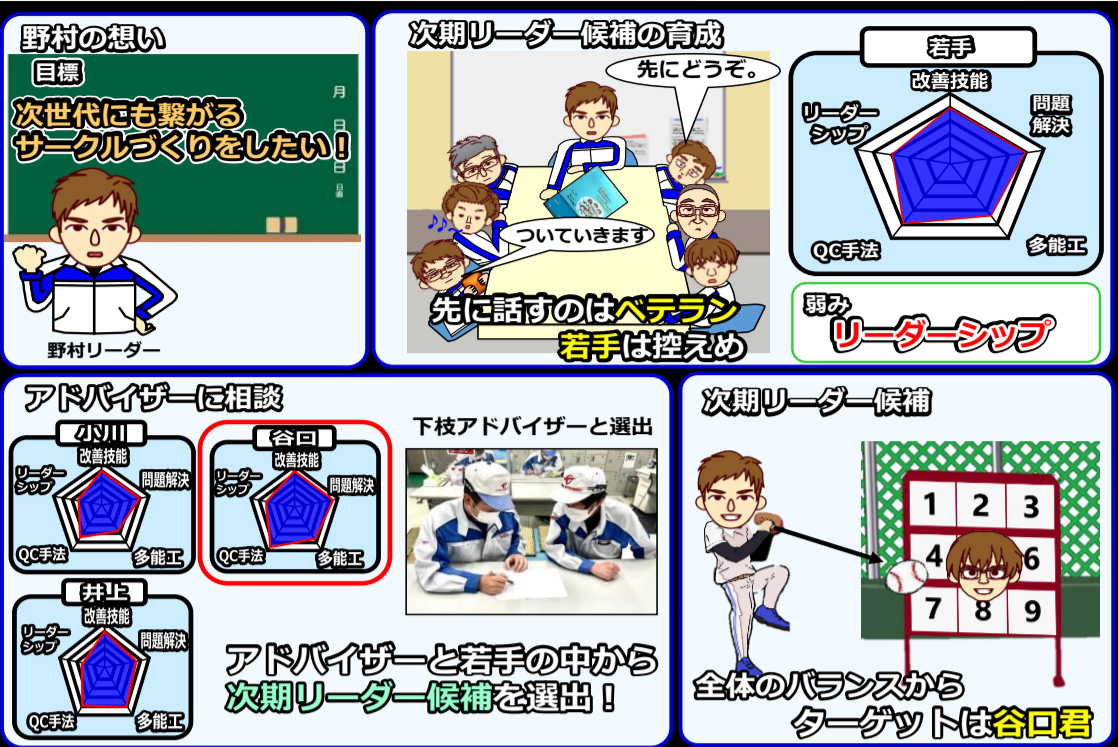 野村の想い
目標
次世代にも繋がる
サークルづくりをしたい！
月
日
日
日直
野村リーダー
次期リーダー候補の育成
先にどうぞ。
ついていきます
先に話すのはベテラン
若手は控えめ
若手
改善技能
リーダー
シップ
問題
解決
QC手法
多能工
弱み
リーダーシップ
アドバイザーに相談
小川
改善技能
リーダー
シップ
問題解決
QC手法
多能工
谷口
改善技能
リーダー
シップ
問題解決
QC手法
多能工
井上
改善技能
リーダー
シップ
問題解決
QC手法
多能工
下枝アドバイザーと選出
アドバイザーと若手の中から
次期リーダー候補を選出！
次期リーダー候補
1 2 3
4 6
7 8 9
全体のバランスから
ターゲットは谷口君